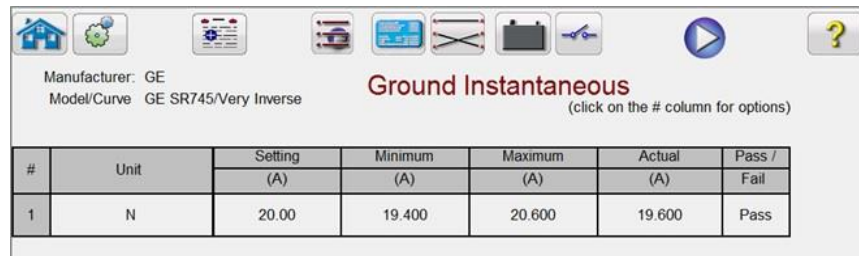 ?
Manufacturer: GE
Model/Curve GE SR745/Very Inverse
Ground Instantaneous
(click on the # column for options)
# Unit Setting Minimum Maximum Actual Pass /
(A) (A) (A) (A) Fail
1 N 20.00 19.400 20.600 19.600 Pass